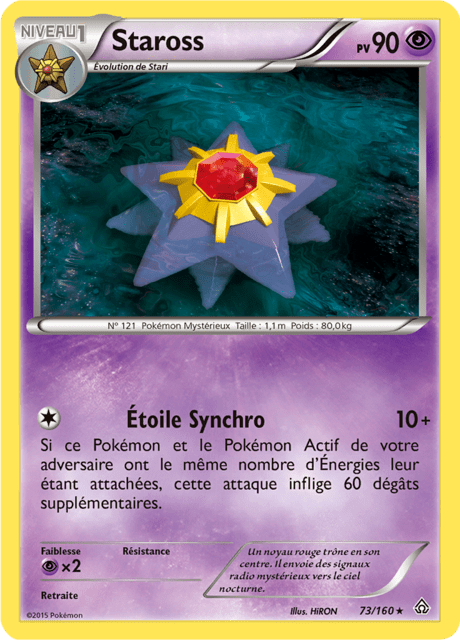 NIVEAU 1
Staross
PV 90
Évolution de Stari
N° 121 Pokémon Mystérieux Taille : 1,1 m Poids : 80,0 kg
Étoile Synchro 10+
Si ce Pokémon et le Pokémon Actif de votre
adversaire ont le même nombre d'Énergies leur
étant attachées, cette attaque inflige 60 dégâts
supplémentaires.
Faiblesse Résistance
×2
Retraite
Un noyau rouge trône en son
centre. Il envoie des signaux
radio mystérieux vers le ciel
nocturne.
©2015 Pokémon
Illus. HiRON
73/160 ★